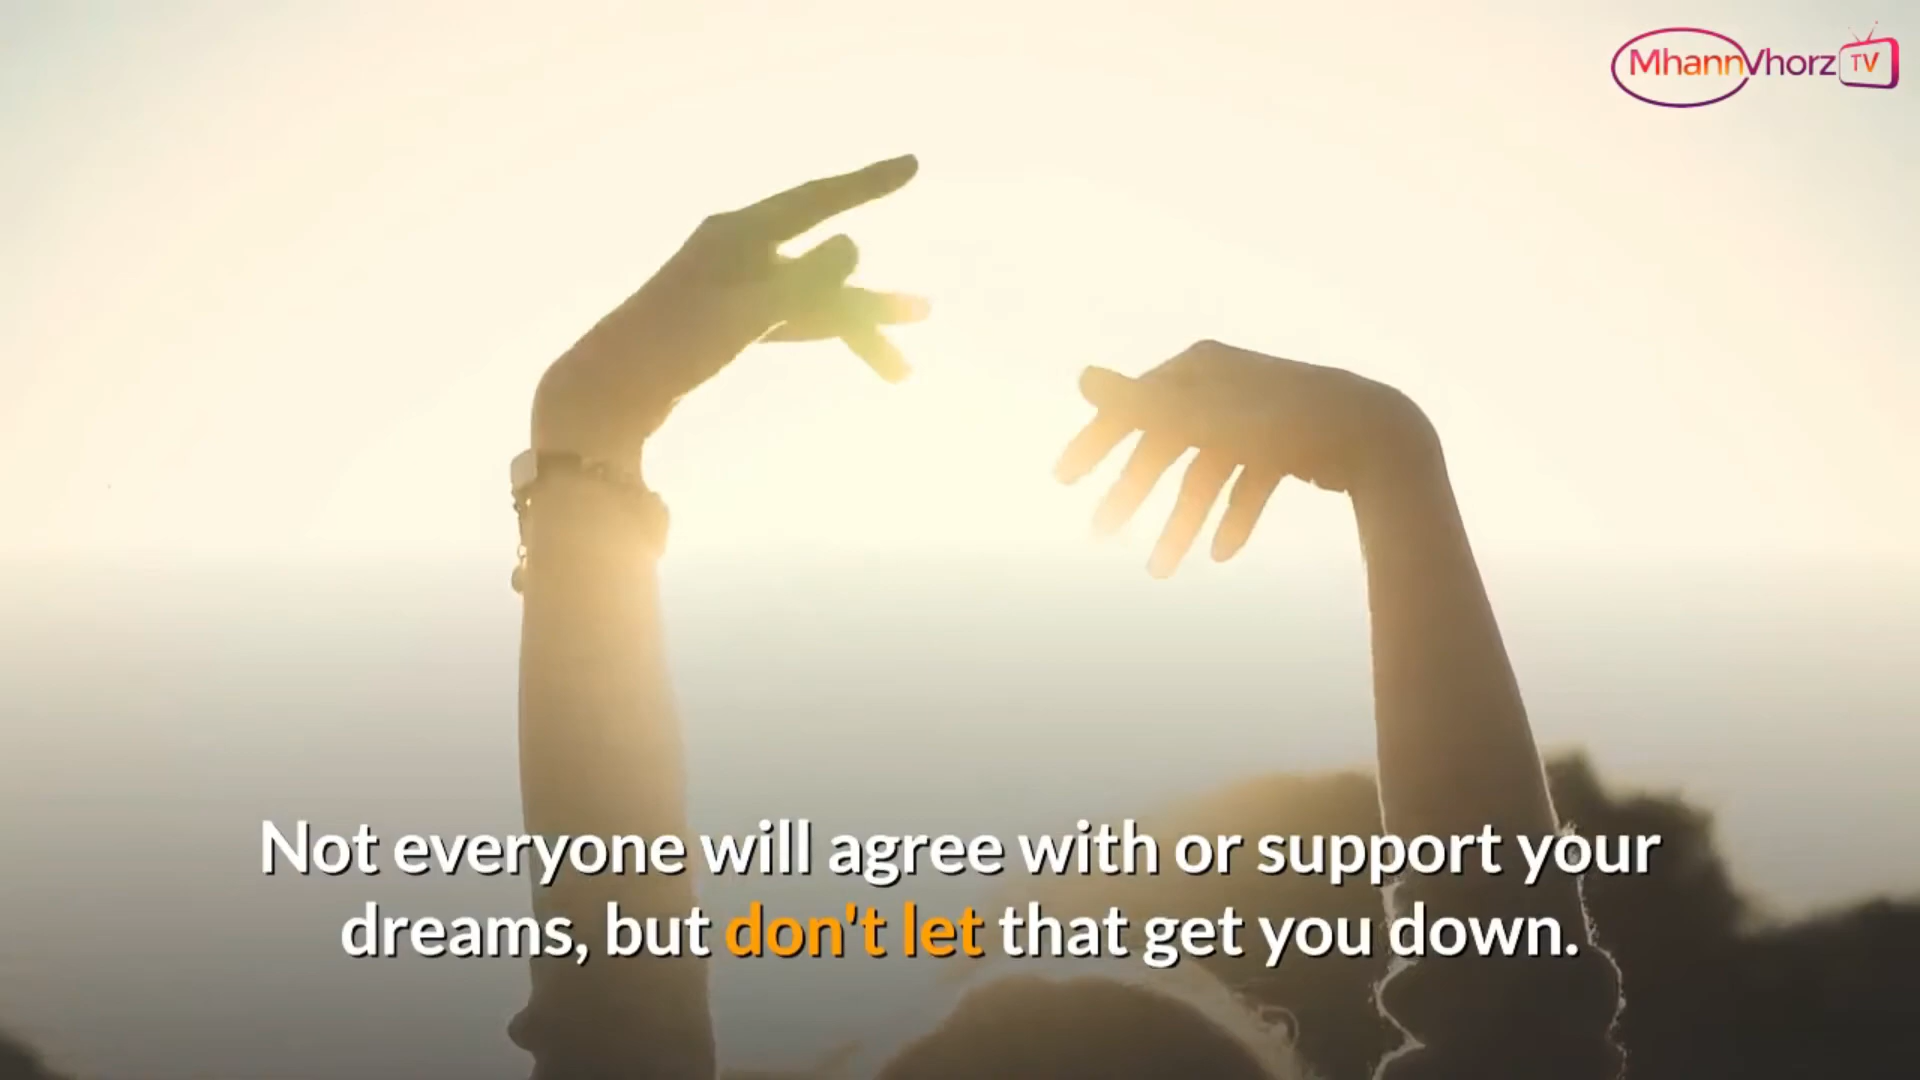 MhannVhorz TV
Not everyone will agree with or support your
dreams, but don't let that get you down.